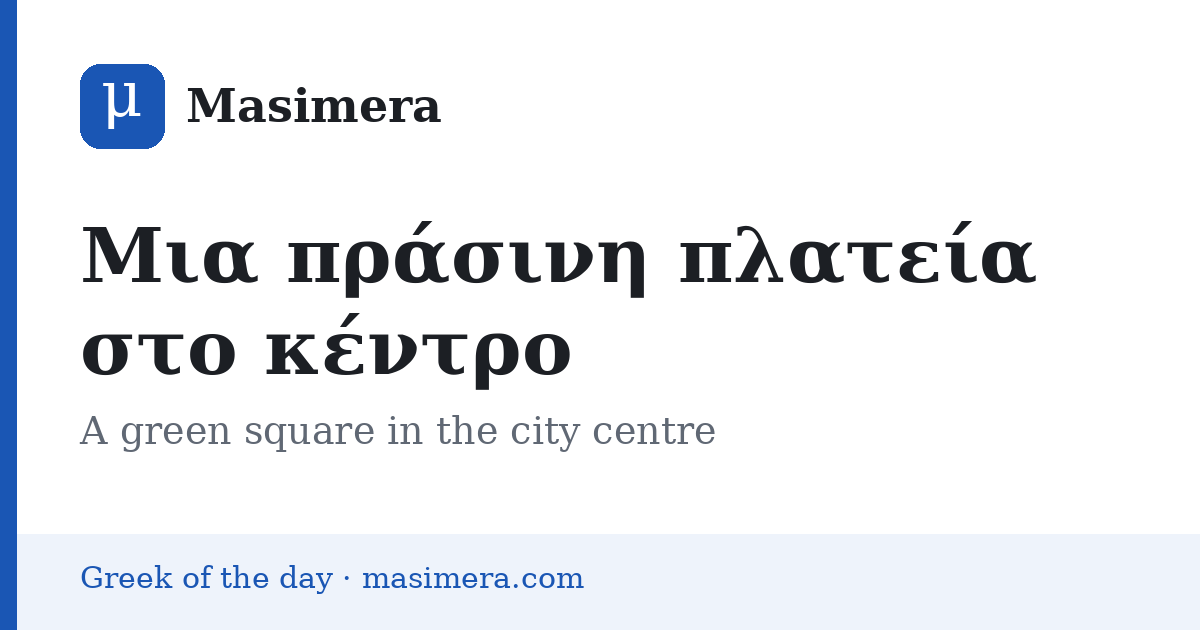 μ Masimera
Μια πράσινη πλατεία
στο κέντρο
A green square in the city centre
Greek of the day · masimera.com